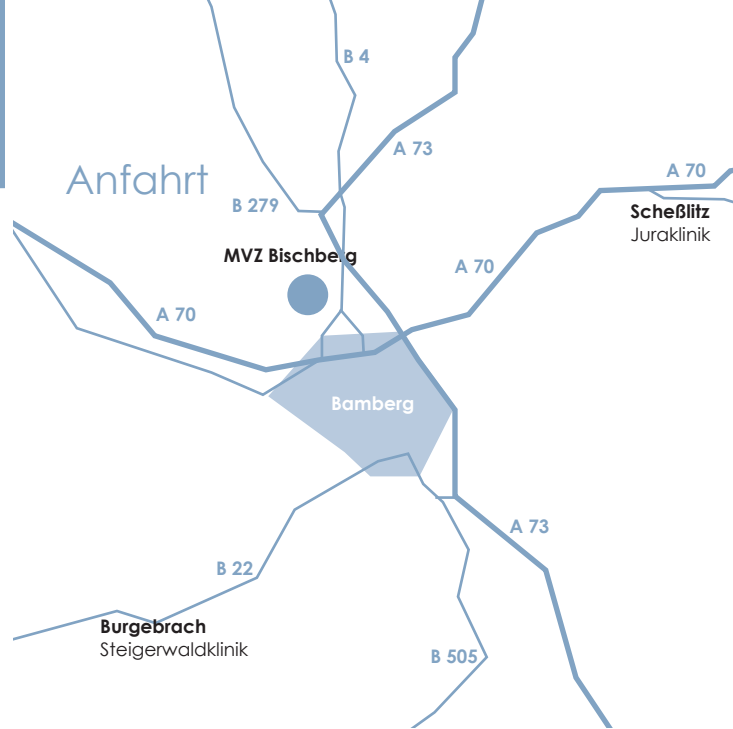 B 4
A 73
Anfahrt
A 70
B 279
Scheßlitz
Juraklinik
MVZ Bischberg
A 70
A 70
Bamberg
A 73
B 22
Burgebrach
Steigerwaldklinik
B 505